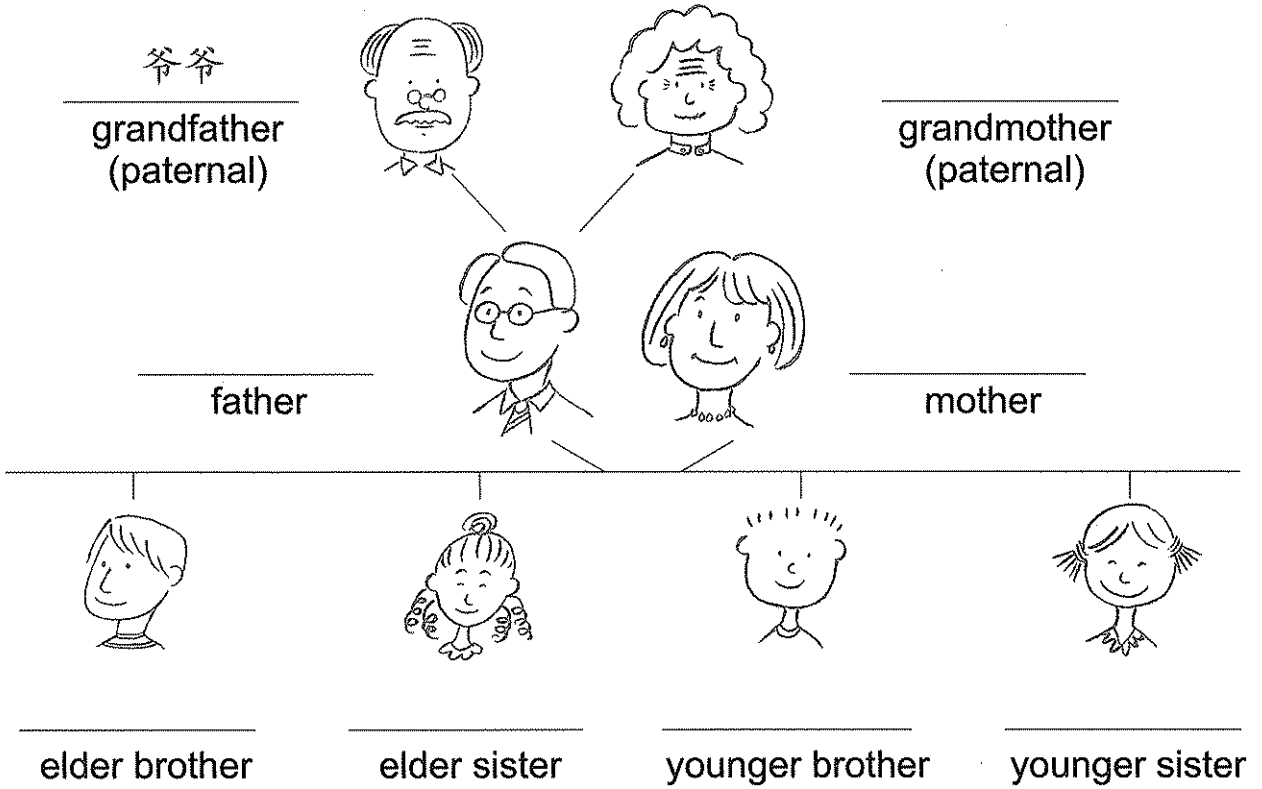 爷爷
grandfather
(paternal)
grandmother
(paternal)
father
mother
elder brother
elder sister
younger brother
younger sister